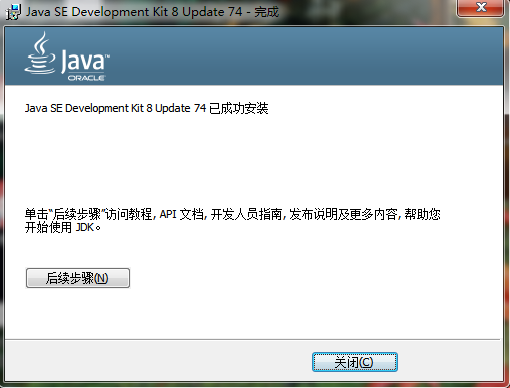 Java SE Development Kit 8 Update 74 - 完成
Java™
ORACLE
Java SE Development Kit 8 Update 74 已成功安装
单击“后续步骤”访问教程, API 文档, 开发人员指南, 发布说明及更多内容, 帮助您
开始使用 JDK。
后续步骤(N)
关闭(C)